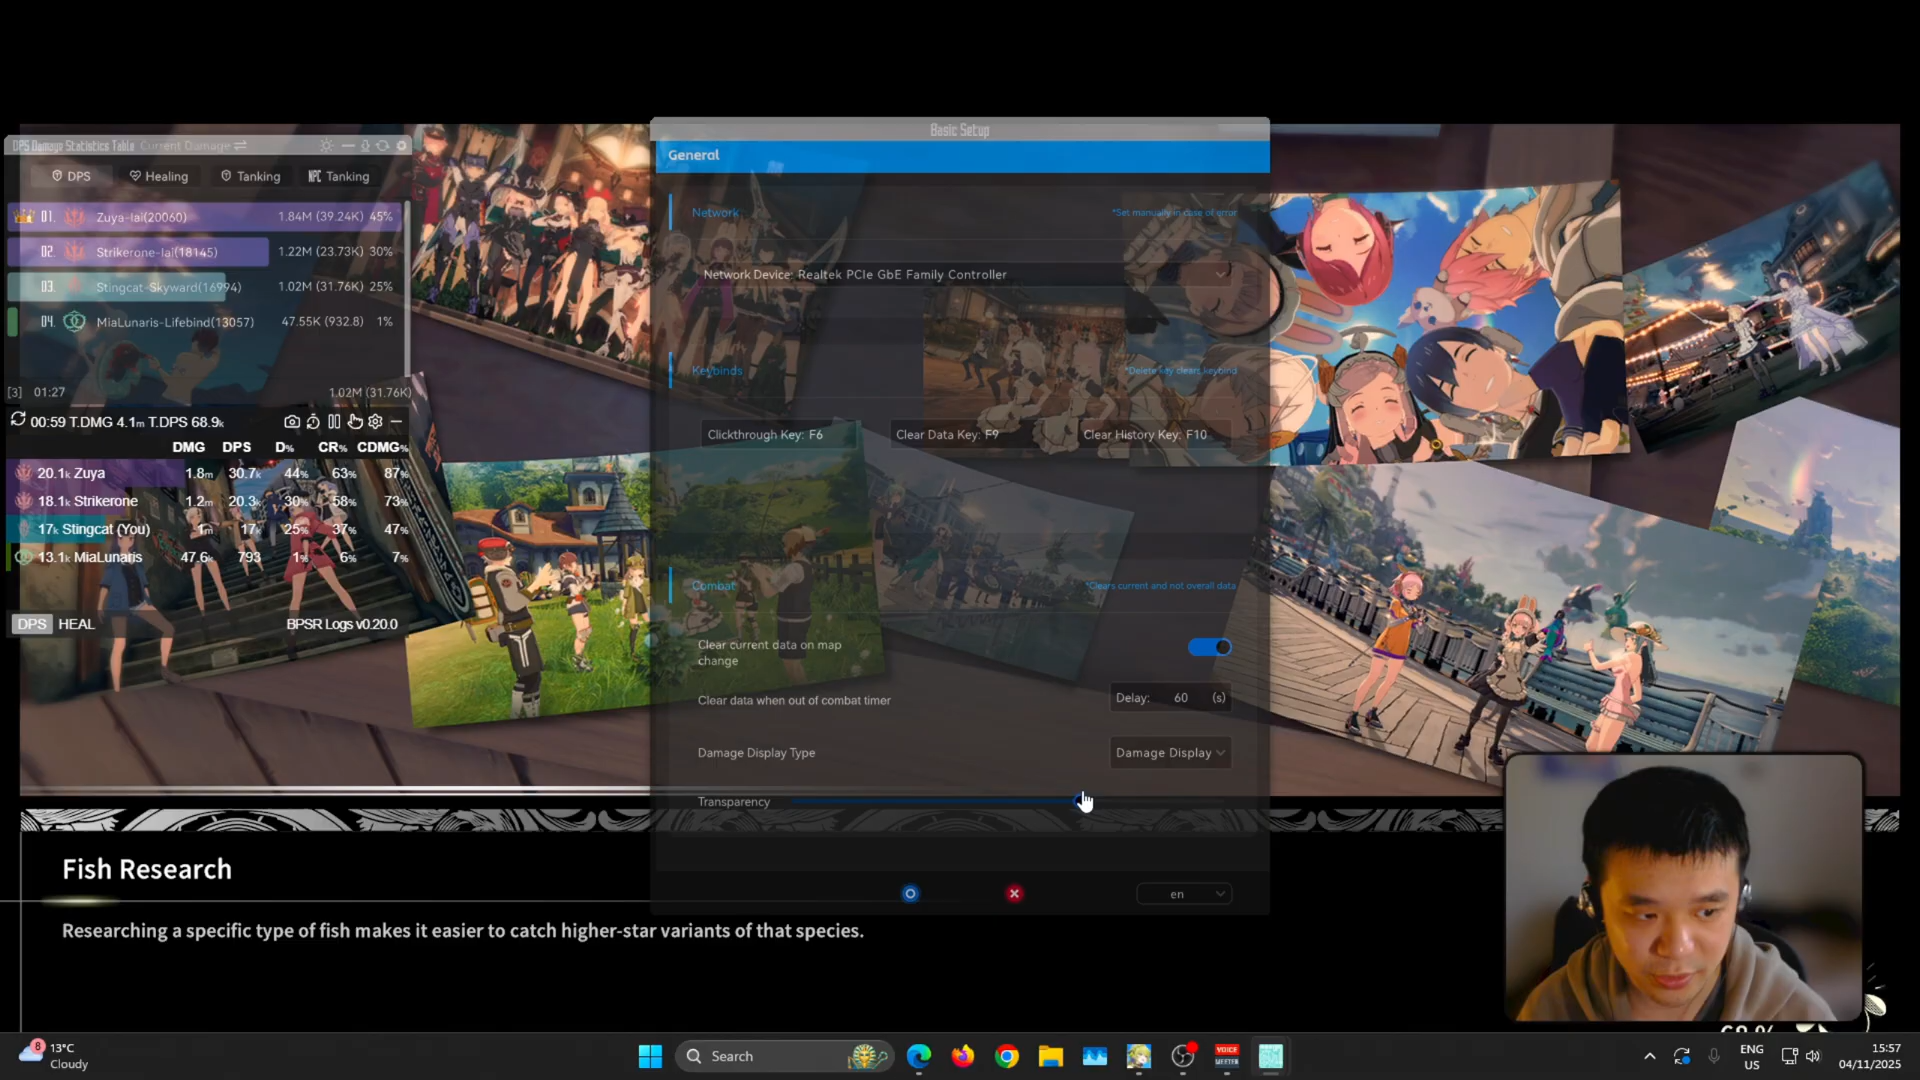 DPS Damage Statistics Table Current Damage
DPS Healing Tanking NPC Tanking
01. Zuya-Iai(20060) 1.84M (39.24K) 45%
02. Strikerone-Iai(18145) 1.22M (23.73K) 30%
03. Stingcat-Skyward(16994) 1.02M (31.76K) 25%
04. MiaLunaris-Lifebind(13057) 47.55K (932.8) 1%
[3] 01:27 1.02M (31.76K)
00:59 T.DMG 4.1m T.DPS 68.9k
DMG DPS D% CR% CDMG%
20.1k Zuya 1.8m 30.7k 44% 63% 87%
18.1k Strikerone 1.2m 20.3k 30% 58% 73%
17k Stingcat (You) 1m 17k 25% 37% 47%
13.1k MiaLunaris 47.6k 793 1% 6% 7%
DPS HEAL BPSR Logs v0.20.0
Basic Setup
General
Network *Set manually in case of error
Network Device: Realtek PCIe GbE Family Controller
Keybinds *Delete key clears keybind
Clickthrough Key: F6 Clear Data Key: F9 Clear History Key: F10
Combat *Clears current and not overall data
Clear current data on map
change
Clear data when out of combat timer Delay: 60 (s)
Damage Display Type Damage Display
Transparency
en
Fish Research
Researching a specific type of fish makes it easier to catch higher-star variants of that species.
8
13°C
Cloudy
Search
VOICE
MEETER
ENG
US
15:57
04/11/2025